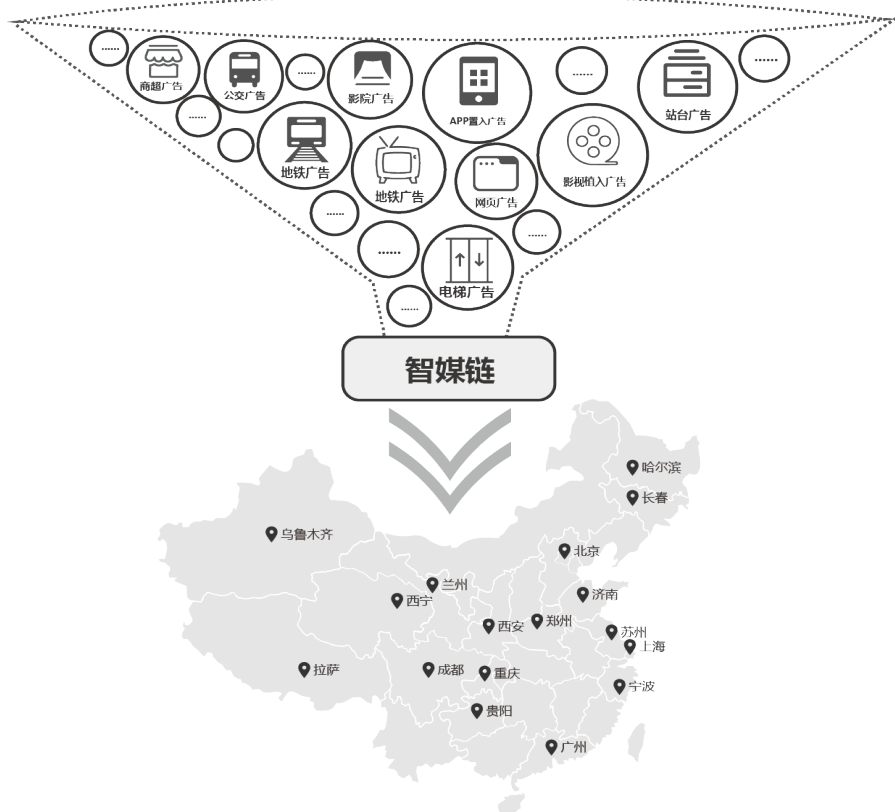 ......
商超广告
公交广告
......
影院广告
APP置入广告
......
站台广告
......
......
地铁广告
地铁广告
网页广告
影视植入广告
......
......
......
电梯广告
......
智媒链
哈尔滨
长春
乌鲁木齐
北京
兰州
西宁
济南
西安
郑州
苏州
上海
拉萨
成都
重庆
宁波
贵阳
广州